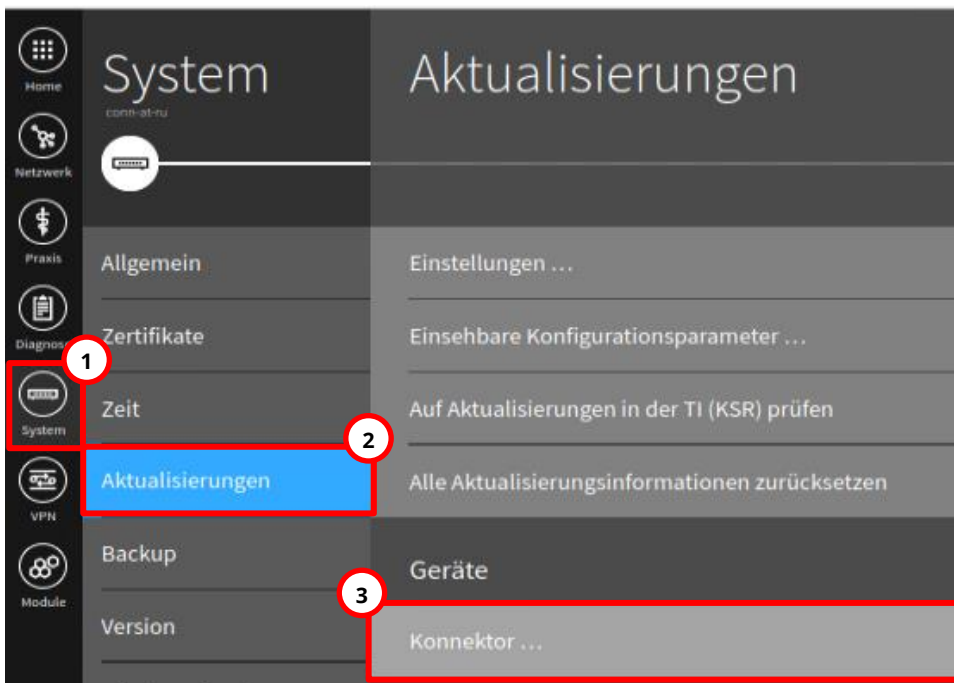 Home
Netzwerk
Praxis
Diagnose
1
System
VPN
Module
System
conn-at-ru
Allgemein
Zertifikate
Zeit
2
Aktualisierungen
Backup
Version
Aktualisierungen
Einstellungen ...
Einsehbare Konfigurationsparameter ...
Auf Aktualisierungen in der TI (KSR) prüfen
Alle Aktualisierungsinformationen zurücksetzen
Geräte
3
Konnektor ...